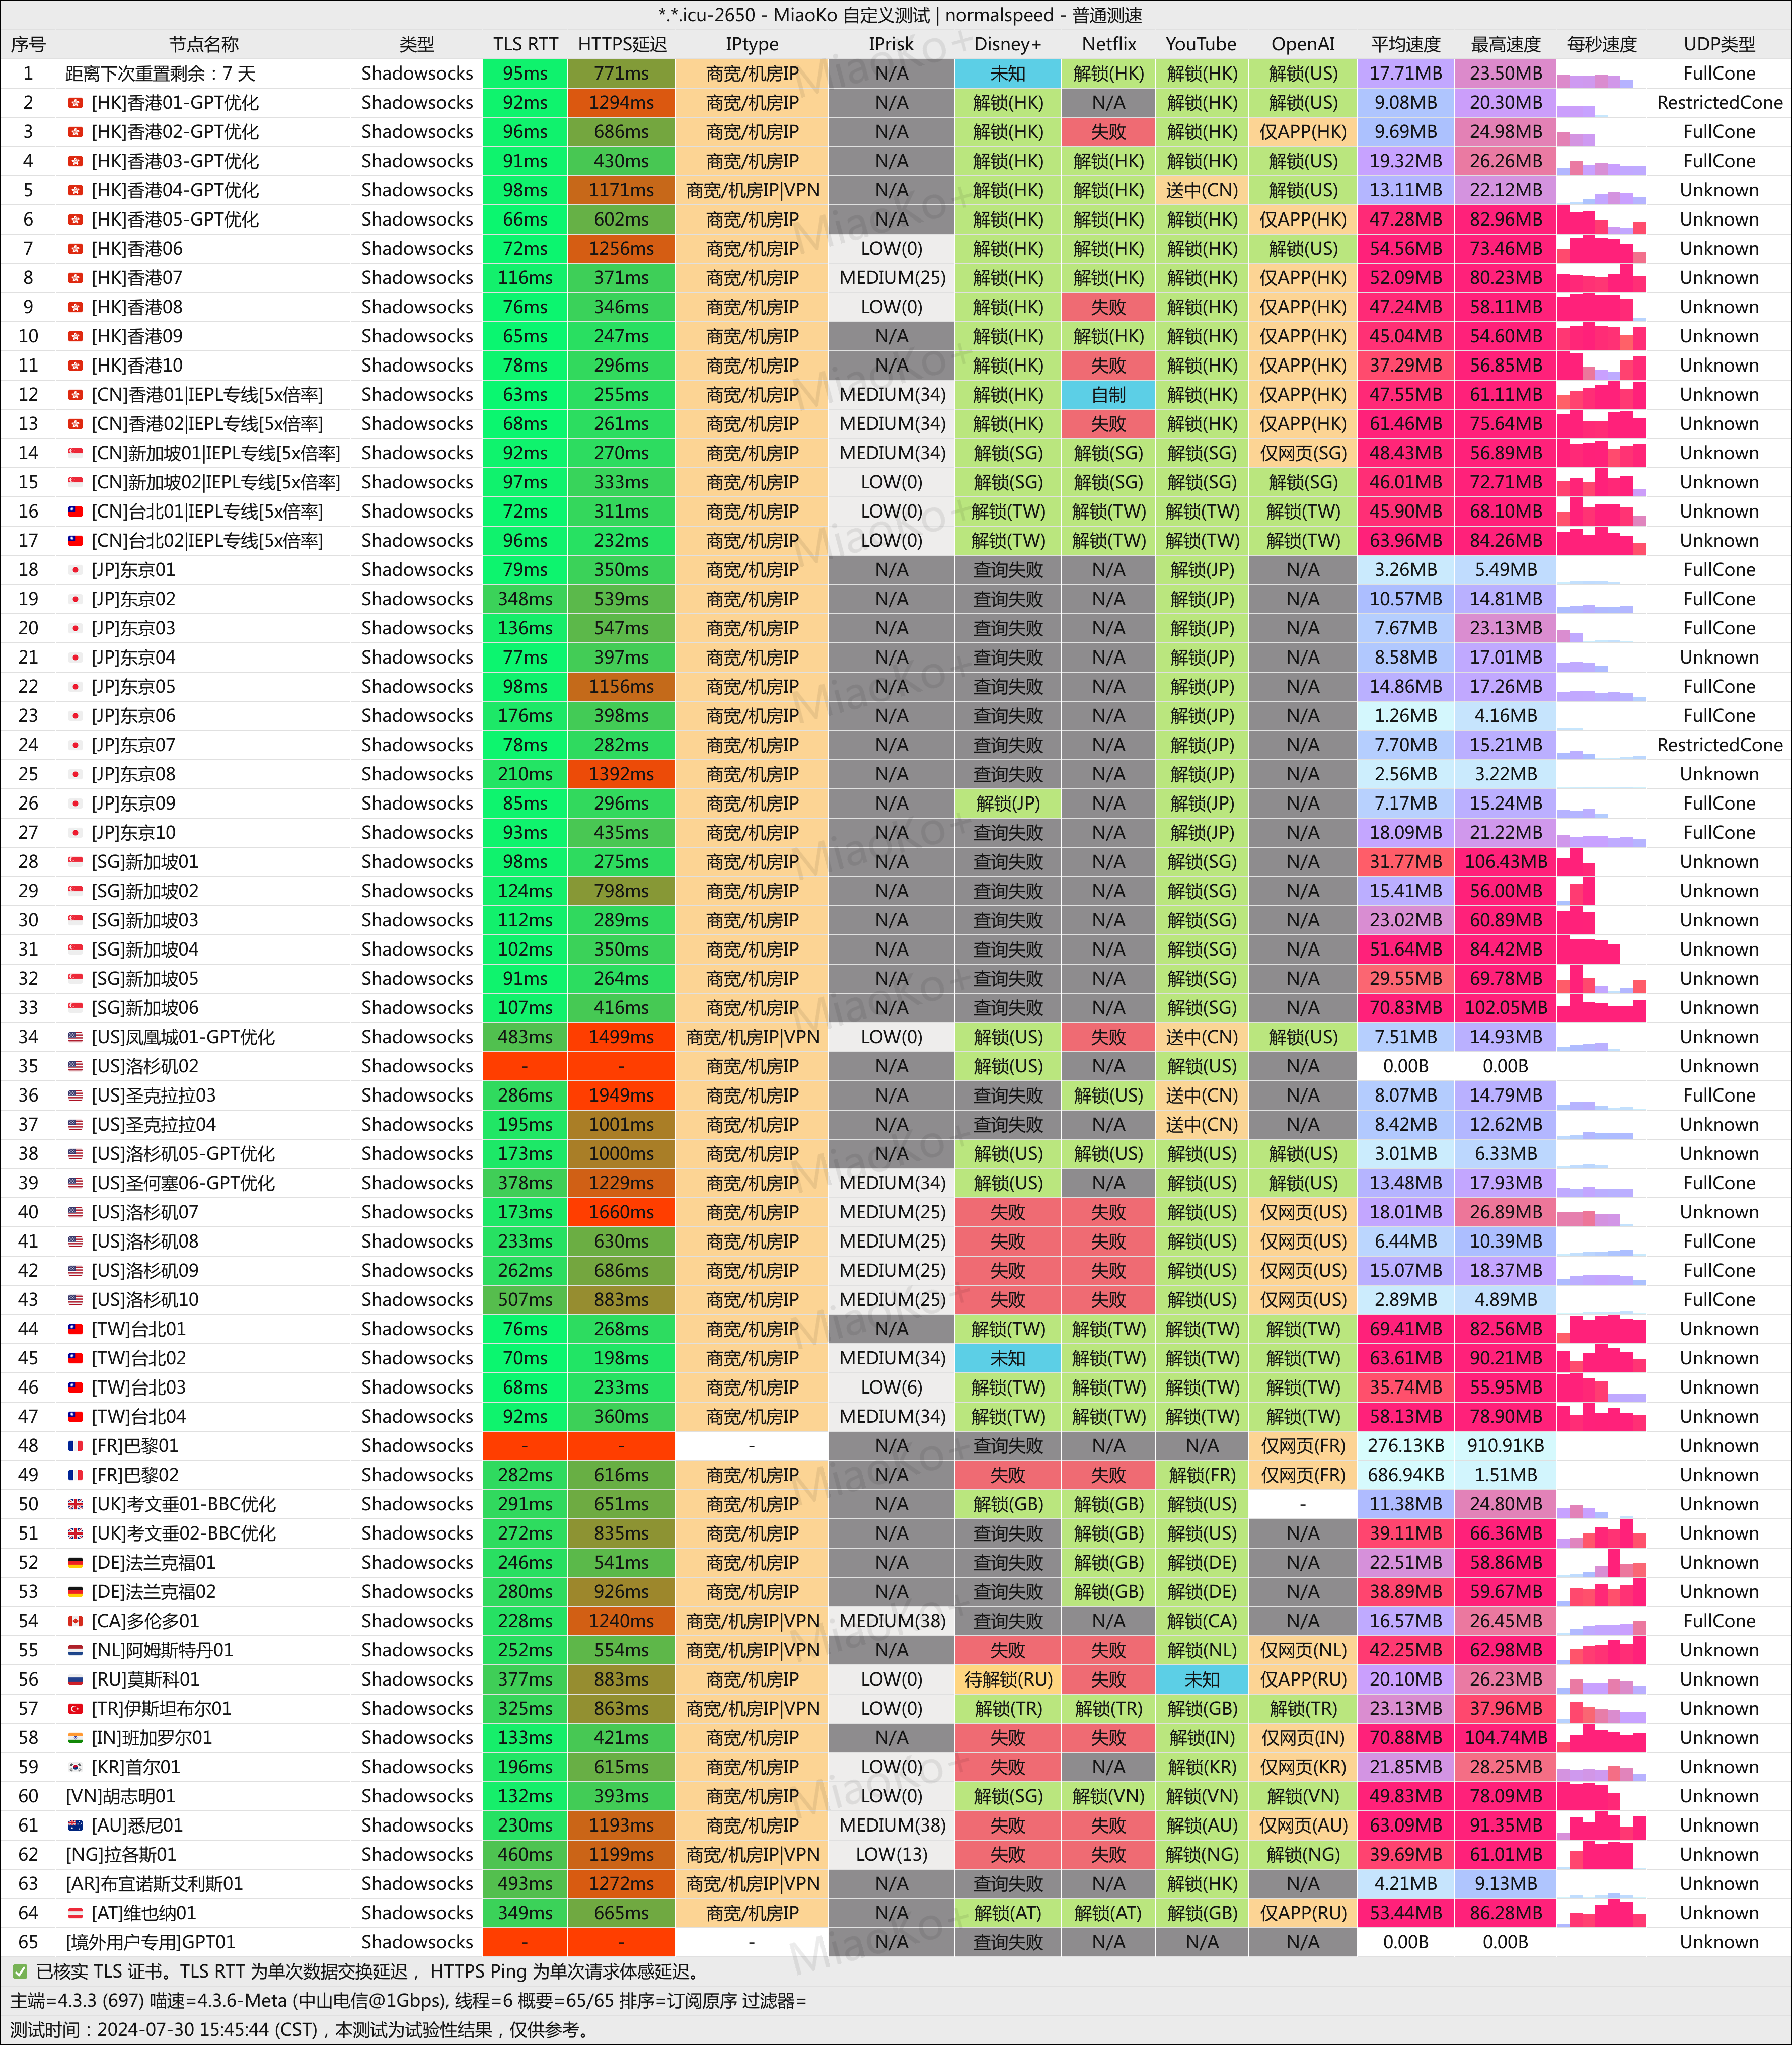 *.*.icu-2650 - MiaoKo 自定义测试 | normalspeed - 普通测速
序号 节点名称 类型 TLS RTT HTTPS延迟 IPtype IPrisk Disney+ Netflix YouTube OpenAI 平均速度 最高速度 每秒速度 UDP类型
1 距离下次重置剩余：7 天 Shadowsocks 95ms 771ms 商宽/机房IP N/A 未知 解锁(HK) 解锁(HK) 解锁(US) 17.71MB 23.50MB FullCone
2 [HK]香港01-GPT优化 Shadowsocks 92ms 1294ms 商宽/机房IP N/A 解锁(HK) N/A 解锁(HK) 解锁(US) 9.08MB 20.30MB RestrictedCone
3 [HK]香港02-GPT优化 Shadowsocks 96ms 686ms 商宽/机房IP N/A 解锁(HK) 失败 解锁(HK) 仅APP(HK) 9.69MB 24.98MB FullCone
4 [HK]香港03-GPT优化 Shadowsocks 91ms 430ms 商宽/机房IP N/A 解锁(HK) 解锁(HK) 解锁(HK) 解锁(US) 19.32MB 26.26MB FullCone
5 [HK]香港04-GPT优化 Shadowsocks 98ms 1171ms 商宽/机房IP|VPN N/A 解锁(HK) 解锁(HK) 送中(CN) 解锁(US) 13.11MB 22.12MB Unknown
6 [HK]香港05-GPT优化 Shadowsocks 66ms 602ms 商宽/机房IP N/A 解锁(HK) 解锁(HK) 解锁(HK) 仅APP(HK) 47.28MB 82.96MB Unknown
7 [HK]香港06 Shadowsocks 72ms 1256ms 商宽/机房IP LOW(0) 解锁(HK) 解锁(HK) 解锁(HK) 解锁(US) 54.56MB 73.46MB Unknown
8 [HK]香港07 Shadowsocks 116ms 371ms 商宽/机房IP MEDIUM(25) 解锁(HK) 解锁(HK) 解锁(HK) 仅APP(HK) 52.09MB 80.23MB Unknown
9 [HK]香港08 Shadowsocks 76ms 346ms 商宽/机房IP LOW(0) 解锁(HK) 失败 解锁(HK) 仅APP(HK) 47.24MB 58.11MB Unknown
10 [HK]香港09 Shadowsocks 65ms 247ms 商宽/机房IP N/A 解锁(HK) 解锁(HK) 解锁(HK) 仅APP(HK) 45.04MB 54.60MB Unknown
11 [HK]香港10 Shadowsocks 78ms 296ms 商宽/机房IP N/A 解锁(HK) 失败 解锁(HK) 仅APP(HK) 37.29MB 56.85MB Unknown
12 [CN]香港01|IEPL专线[5x倍率] Shadowsocks 63ms 255ms 商宽/机房IP MEDIUM(34) 解锁(HK) 自制 解锁(HK) 仅APP(HK) 47.55MB 61.11MB Unknown
13 [CN]香港02|IEPL专线[5x倍率] Shadowsocks 68ms 261ms 商宽/机房IP MEDIUM(34) 解锁(HK) 失败 解锁(HK) 仅APP(HK) 61.46MB 75.64MB Unknown
14 [CN]新加坡01|IEPL专线[5x倍率] Shadowsocks 92ms 270ms 商宽/机房IP MEDIUM(34) 解锁(SG) 解锁(SG) 解锁(SG) 仅网页(SG) 48.43MB 56.89MB Unknown
15 [CN]新加坡02|IEPL专线[5x倍率] Shadowsocks 97ms 333ms 商宽/机房IP LOW(0) 解锁(SG) 解锁(SG) 解锁(SG) 解锁(SG) 46.01MB 72.71MB Unknown
16 [CN]台北01|IEPL专线[5x倍率] Shadowsocks 72ms 311ms 商宽/机房IP LOW(0) 解锁(TW) 解锁(TW) 解锁(TW) 解锁(TW) 45.90MB 68.10MB Unknown
17 [CN]台北02|IEPL专线[5x倍率] Shadowsocks 96ms 232ms 商宽/机房IP LOW(0) 解锁(TW) 解锁(TW) 解锁(TW) 解锁(TW) 63.96MB 84.26MB Unknown
18 [JP]东京01 Shadowsocks 79ms 350ms 商宽/机房IP N/A 查询失败 N/A 解锁(JP) N/A 3.26MB 5.49MB FullCone
19 [JP]东京02 Shadowsocks 348ms 539ms 商宽/机房IP N/A 查询失败 N/A 解锁(JP) N/A 10.57MB 14.81MB FullCone
20 [JP]东京03 Shadowsocks 136ms 547ms 商宽/机房IP N/A 查询失败 N/A 解锁(JP) N/A 7.67MB 23.13MB FullCone
21 [JP]东京04 Shadowsocks 77ms 397ms 商宽/机房IP N/A 查询失败 N/A 解锁(JP) N/A 8.58MB 17.01MB Unknown
22 [JP]东京05 Shadowsocks 98ms 1156ms 商宽/机房IP N/A 查询失败 N/A 解锁(JP) N/A 14.86MB 17.26MB FullCone
23 [JP]东京06 Shadowsocks 176ms 398ms 商宽/机房IP N/A 查询失败 N/A 解锁(JP) N/A 1.26MB 4.16MB FullCone
24 [JP]东京07 Shadowsocks 78ms 282ms 商宽/机房IP N/A 查询失败 N/A 解锁(JP) N/A 7.70MB 15.21MB RestrictedCone
25 [JP]东京08 Shadowsocks 210ms 1392ms 商宽/机房IP N/A 查询失败 N/A 解锁(JP) N/A 2.56MB 3.22MB Unknown
26 [JP]东京09 Shadowsocks 85ms 296ms 商宽/机房IP N/A 解锁(JP) N/A 解锁(JP) N/A 7.17MB 15.24MB FullCone
27 [JP]东京10 Shadowsocks 93ms 435ms 商宽/机房IP N/A 查询失败 N/A 解锁(JP) N/A 18.09MB 21.22MB FullCone
28 [SG]新加坡01 Shadowsocks 98ms 275ms 商宽/机房IP N/A 查询失败 N/A 解锁(SG) N/A 31.77MB 106.43MB Unknown
29 [SG]新加坡02 Shadowsocks 124ms 798ms 商宽/机房IP N/A 查询失败 N/A 解锁(SG) N/A 15.41MB 56.00MB Unknown
30 [SG]新加坡03 Shadowsocks 112ms 289ms 商宽/机房IP N/A 查询失败 N/A 解锁(SG) N/A 23.02MB 60.89MB Unknown
31 [SG]新加坡04 Shadowsocks 102ms 350ms 商宽/机房IP N/A 查询失败 N/A 解锁(SG) N/A 51.64MB 84.42MB Unknown
32 [SG]新加坡05 Shadowsocks 91ms 264ms 商宽/机房IP N/A 查询失败 N/A 解锁(SG) N/A 29.55MB 69.78MB Unknown
33 [SG]新加坡06 Shadowsocks 107ms 416ms 商宽/机房IP N/A 查询失败 N/A 解锁(SG) N/A 70.83MB 102.05MB Unknown
34 [US]凤凰城01-GPT优化 Shadowsocks 483ms 1499ms 商宽/机房IP|VPN LOW(0) 解锁(US) 失败 送中(CN) 解锁(US) 7.51MB 14.93MB Unknown
35 [US]洛杉矶02 Shadowsocks - - 商宽/机房IP N/A 解锁(US) N/A 解锁(US) N/A 0.00B 0.00B Unknown
36 [US]圣克拉拉03 Shadowsocks 286ms 1949ms 商宽/机房IP N/A 查询失败 解锁(US) 送中(CN) N/A 8.07MB 14.79MB FullCone
37 [US]圣克拉拉04 Shadowsocks 195ms 1001ms 商宽/机房IP N/A 查询失败 N/A 送中(CN) N/A 8.42MB 12.62MB Unknown
38 [US]洛杉矶05-GPT优化 Shadowsocks 173ms 1000ms 商宽/机房IP N/A 解锁(US) 解锁(US) 解锁(US) 解锁(US) 3.01MB 6.33MB Unknown
39 [US]圣何塞06-GPT优化 Shadowsocks 378ms 1229ms 商宽/机房IP MEDIUM(34) 解锁(US) N/A 解锁(US) 解锁(US) 13.48MB 17.93MB FullCone
40 [US]洛杉矶07 Shadowsocks 173ms 1660ms 商宽/机房IP MEDIUM(25) 失败 失败 解锁(US) 仅网页(US) 18.01MB 26.89MB Unknown
41 [US]洛杉矶08 Shadowsocks 233ms 630ms 商宽/机房IP MEDIUM(25) 失败 失败 解锁(US) 仅网页(US) 6.44MB 10.39MB FullCone
42 [US]洛杉矶09 Shadowsocks 262ms 686ms 商宽/机房IP MEDIUM(25) 失败 失败 解锁(US) 仅网页(US) 15.07MB 18.37MB FullCone
43 [US]洛杉矶10 Shadowsocks 507ms 883ms 商宽/机房IP MEDIUM(25) 失败 失败 解锁(US) 仅网页(US) 2.89MB 4.89MB FullCone
44 [TW]台北01 Shadowsocks 76ms 268ms 商宽/机房IP N/A 解锁(TW) 解锁(TW) 解锁(TW) 解锁(TW) 69.41MB 82.56MB Unknown
45 [TW]台北02 Shadowsocks 70ms 198ms 商宽/机房IP MEDIUM(34) 未知 解锁(TW) 解锁(TW) 解锁(TW) 63.61MB 90.21MB Unknown
46 [TW]台北03 Shadowsocks 68ms 233ms 商宽/机房IP LOW(6) 解锁(TW) 解锁(TW) 解锁(TW) 解锁(TW) 35.74MB 55.95MB Unknown
47 [TW]台北04 Shadowsocks 92ms 360ms 商宽/机房IP MEDIUM(34) 解锁(TW) 解锁(TW) 解锁(TW) 解锁(TW) 58.13MB 78.90MB Unknown
48 [FR]巴黎01 Shadowsocks - - - N/A 查询失败 N/A N/A 仅网页(FR) 276.13KB 910.91KB Unknown
49 [FR]巴黎02 Shadowsocks 282ms 616ms 商宽/机房IP N/A 失败 失败 解锁(FR) 仅网页(FR) 686.94KB 1.51MB Unknown
50 [UK]考文垂01-BBC优化 Shadowsocks 291ms 651ms 商宽/机房IP N/A 解锁(GB) 解锁(GB) 解锁(US) - 11.38MB 24.80MB Unknown
51 [UK]考文垂02-BBC优化 Shadowsocks 272ms 835ms 商宽/机房IP N/A 查询失败 解锁(GB) 解锁(US) N/A 39.11MB 66.36MB Unknown
52 [DE]法兰克福01 Shadowsocks 246ms 541ms 商宽/机房IP N/A 查询失败 解锁(GB) 解锁(DE) N/A 22.51MB 58.86MB Unknown
53 [DE]法兰克福02 Shadowsocks 280ms 926ms 商宽/机房IP N/A 查询失败 解锁(GB) 解锁(DE) N/A 38.89MB 59.67MB Unknown
54 [CA]多伦多01 Shadowsocks 228ms 1240ms 商宽/机房IP|VPN MEDIUM(38) 查询失败 N/A 解锁(CA) N/A 16.57MB 26.45MB FullCone
55 [NL]阿姆斯特丹01 Shadowsocks 252ms 554ms 商宽/机房IP|VPN N/A 失败 失败 解锁(NL) 仅网页(NL) 42.25MB 62.98MB Unknown
56 [RU]莫斯科01 Shadowsocks 377ms 883ms 商宽/机房IP LOW(0) 待解锁(RU) 失败 未知 仅APP(RU) 20.10MB 26.23MB Unknown
57 [TR]伊斯坦布尔01 Shadowsocks 325ms 863ms 商宽/机房IP|VPN LOW(0) 解锁(TR) 解锁(TR) 解锁(GB) 解锁(TR) 23.13MB 37.96MB Unknown
58 [IN]班加罗尔01 Shadowsocks 133ms 421ms 商宽/机房IP N/A 失败 失败 解锁(IN) 仅网页(IN) 70.88MB 104.74MB Unknown
59 [KR]首尔01 Shadowsocks 196ms 615ms 商宽/机房IP LOW(0) 失败 N/A 解锁(KR) 仅网页(KR) 21.85MB 28.25MB Unknown
60 [VN]胡志明01 Shadowsocks 132ms 393ms 商宽/机房IP LOW(0) 解锁(SG) 解锁(VN) 解锁(VN) 解锁(VN) 49.83MB 78.09MB Unknown
61 [AU]悉尼01 Shadowsocks 230ms 1193ms 商宽/机房IP MEDIUM(38) 失败 失败 解锁(AU) 仅网页(AU) 63.09MB 91.35MB Unknown
62 [NG]拉各斯01 Shadowsocks 460ms 1199ms 商宽/机房IP|VPN LOW(13) 失败 失败 解锁(NG) 解锁(NG) 39.69MB 61.01MB Unknown
63 [AR]布宜诺斯艾利斯01 Shadowsocks 493ms 1272ms 商宽/机房IP|VPN N/A 查询失败 N/A 解锁(HK) N/A 4.21MB 9.13MB Unknown
64 [AT]维也纳01 Shadowsocks 349ms 665ms 商宽/机房IP N/A 解锁(AT) 解锁(AT) 解锁(GB) 仅APP(RU) 53.44MB 86.28MB Unknown
65 [境外用户专用]GPT01 Shadowsocks - - - N/A 查询失败 N/A N/A N/A 0.00B 0.00B Unknown
✅ 已核实 TLS 证书。TLS RTT 为单次数据交换延迟， HTTPS Ping 为单次请求体感延迟。
主端=4.3.3 (697) 喵速=4.3.6-Meta (中山电信@1Gbps), 线程=6 概要=65/65 排序=订阅原序 过滤器=
测试时间：2024-07-30 15:45:44 (CST)，本测试为试验性结果，仅供参考。